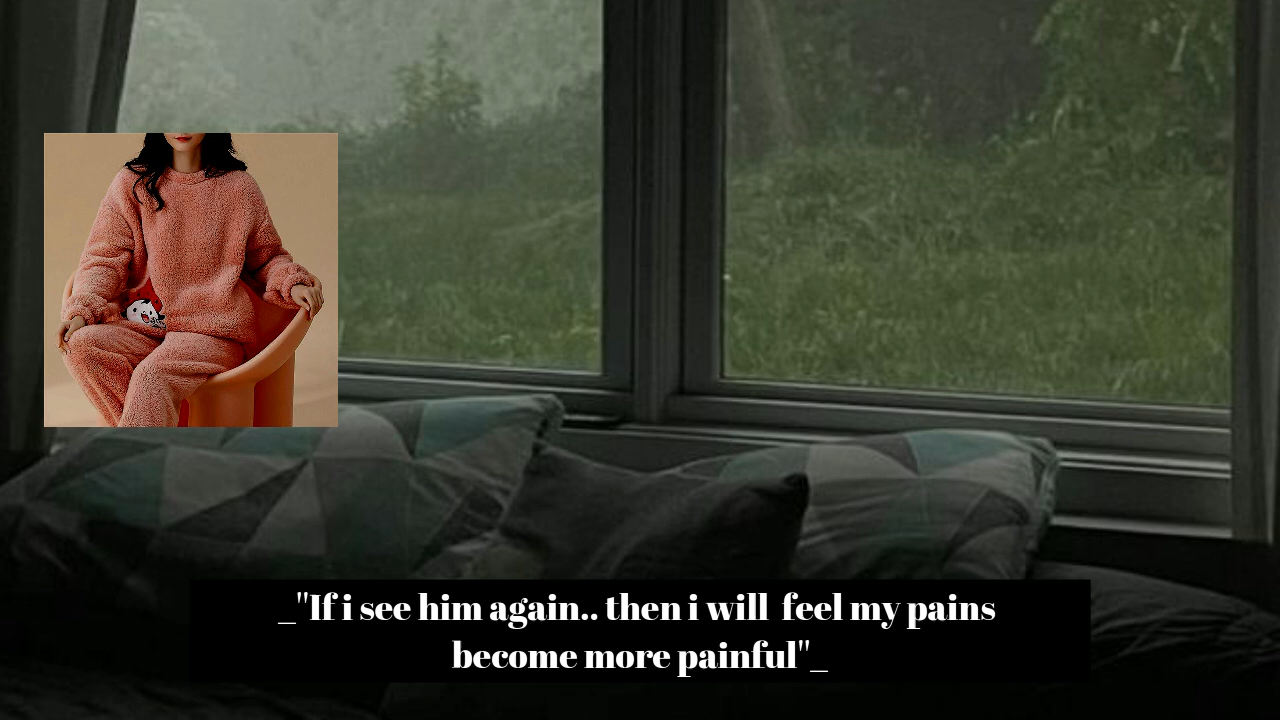 _"If i see him again.. then i will  feel my pains
become more painful"_